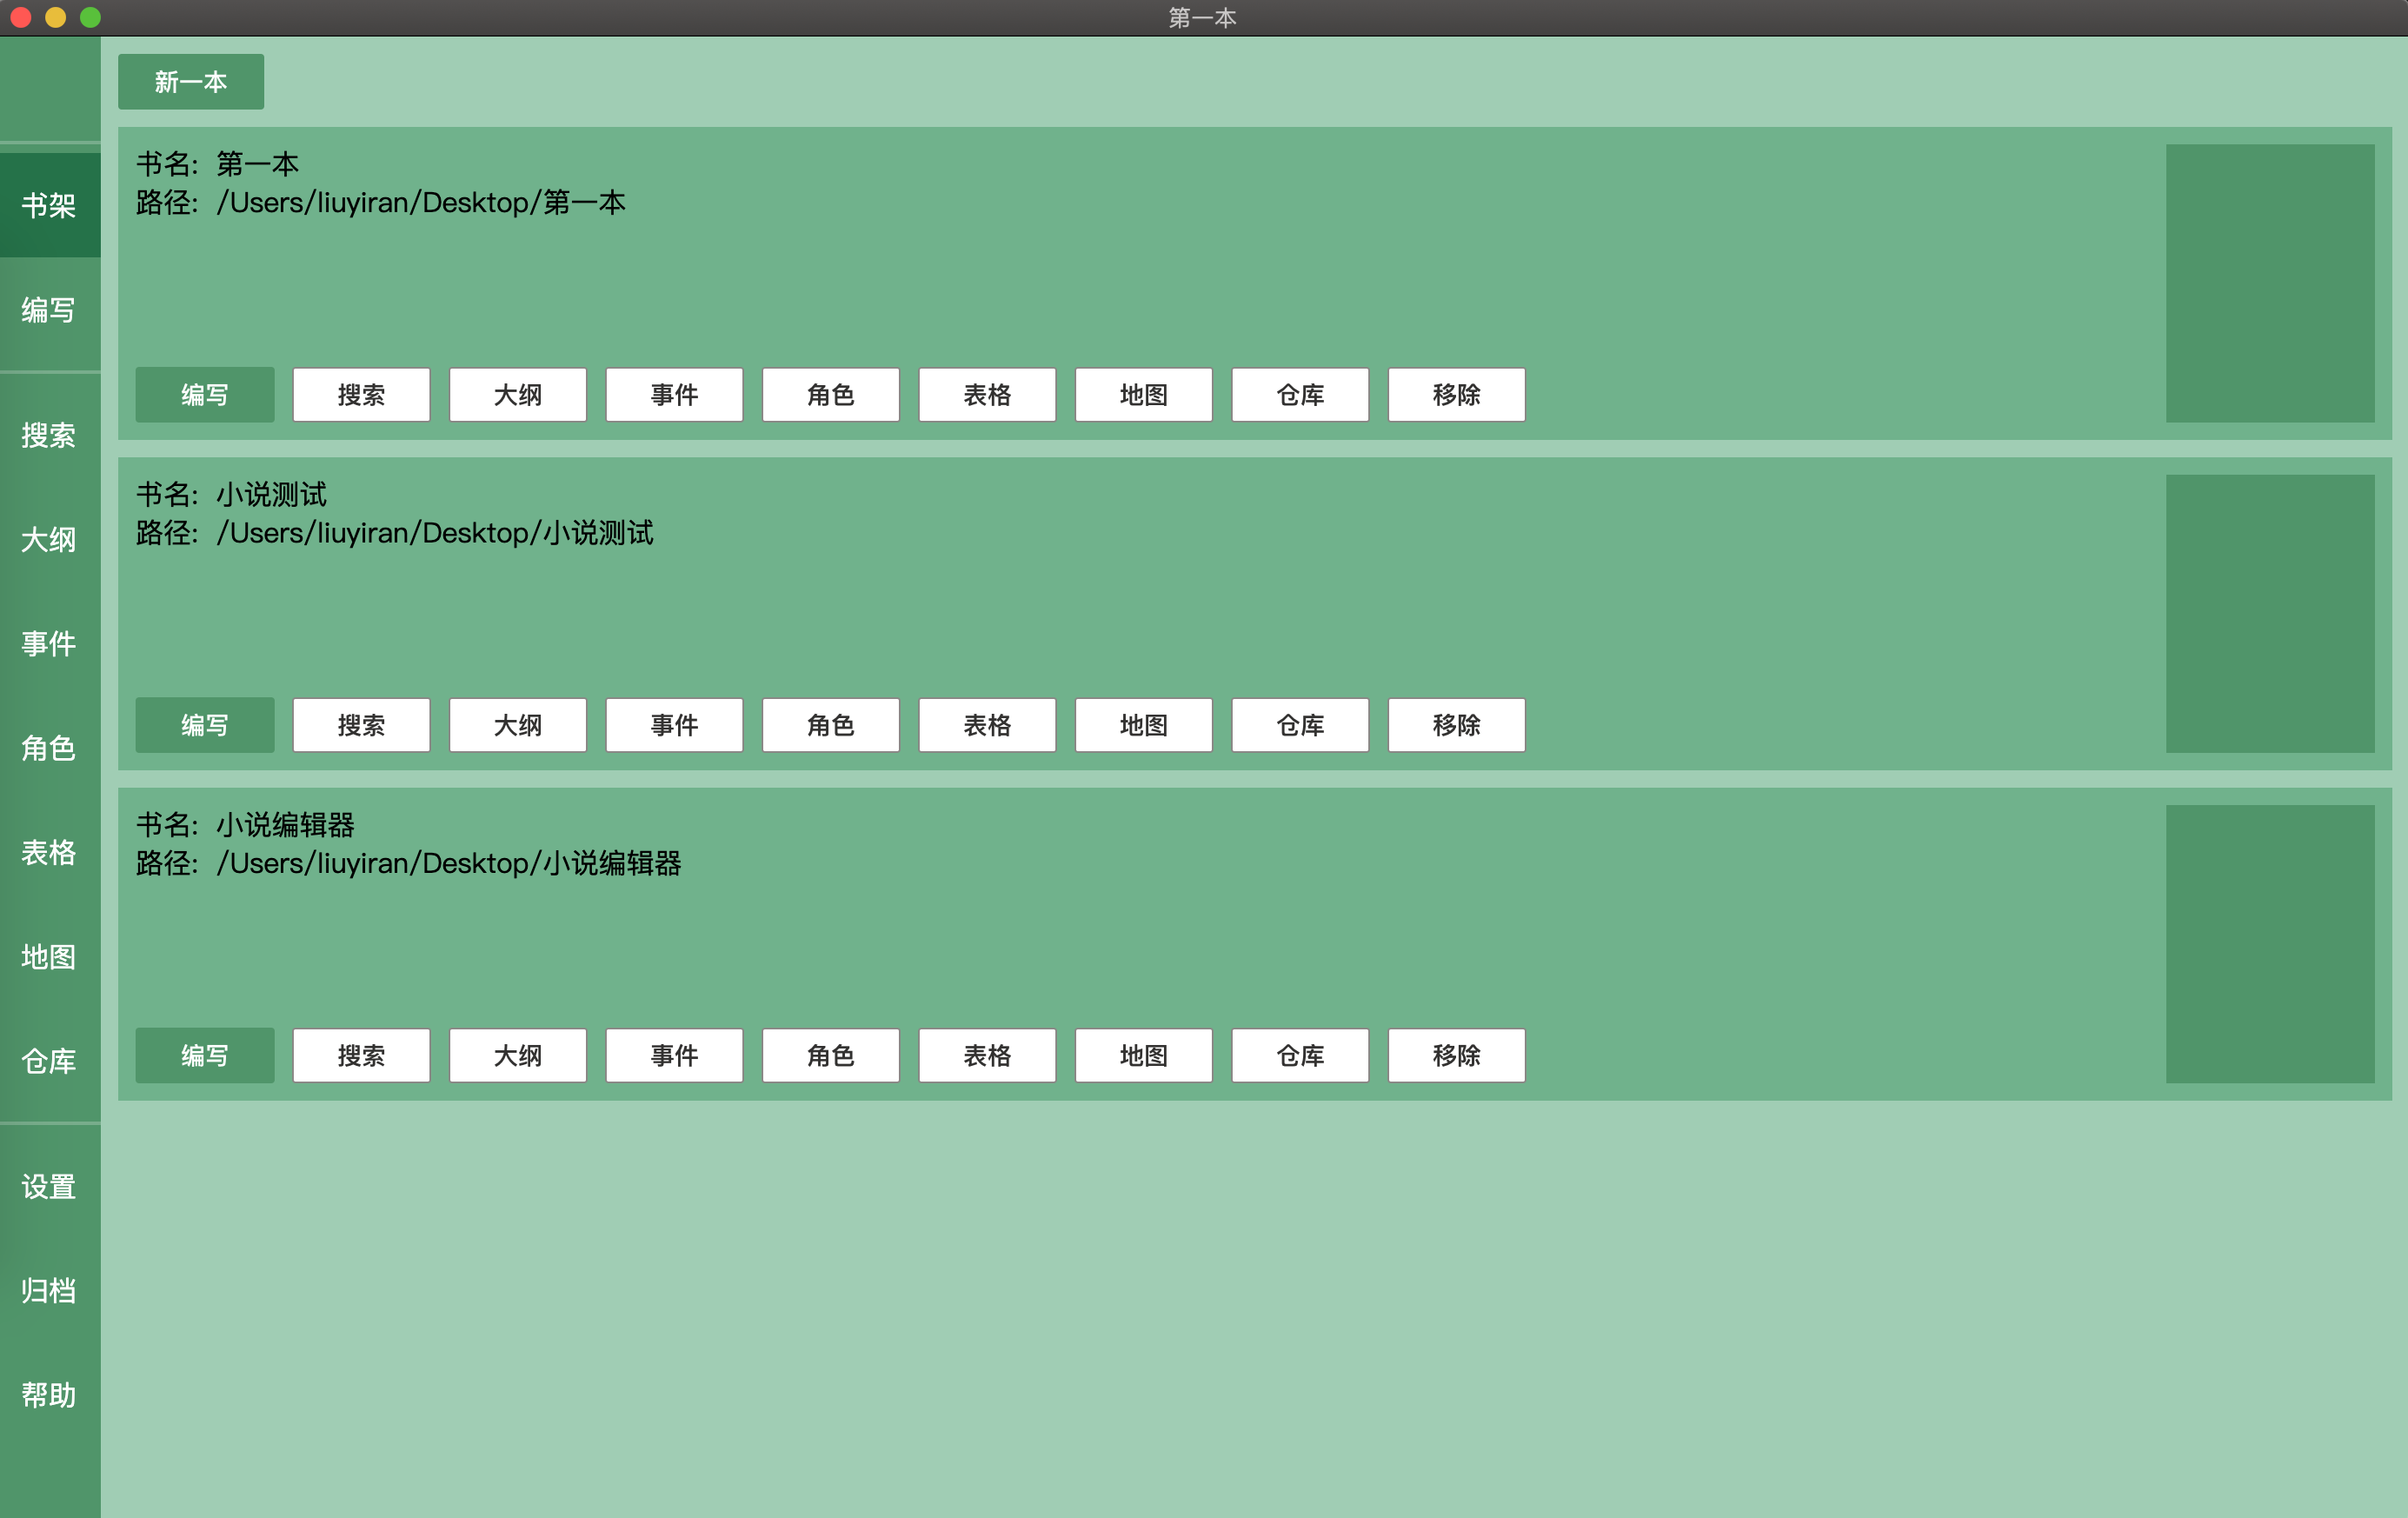 第一本
新一本
书架
编写
搜索
大纲
事件
角色
表格
地图
仓库
设置
归档
帮助
书名: 第一本
路径: /Users/liuyiran/Desktop/第一本
编写 搜索 大纲 事件 角色 表格 地图 仓库 移除
书名: 小说测试
路径: /Users/liuyiran/Desktop/小说测试
编写 搜索 大纲 事件 角色 表格 地图 仓库 移除
书名: 小说编辑器
路径: /Users/liuyiran/Desktop/小说编辑器
编写 搜索 大纲 事件 角色 表格 地图 仓库 移除